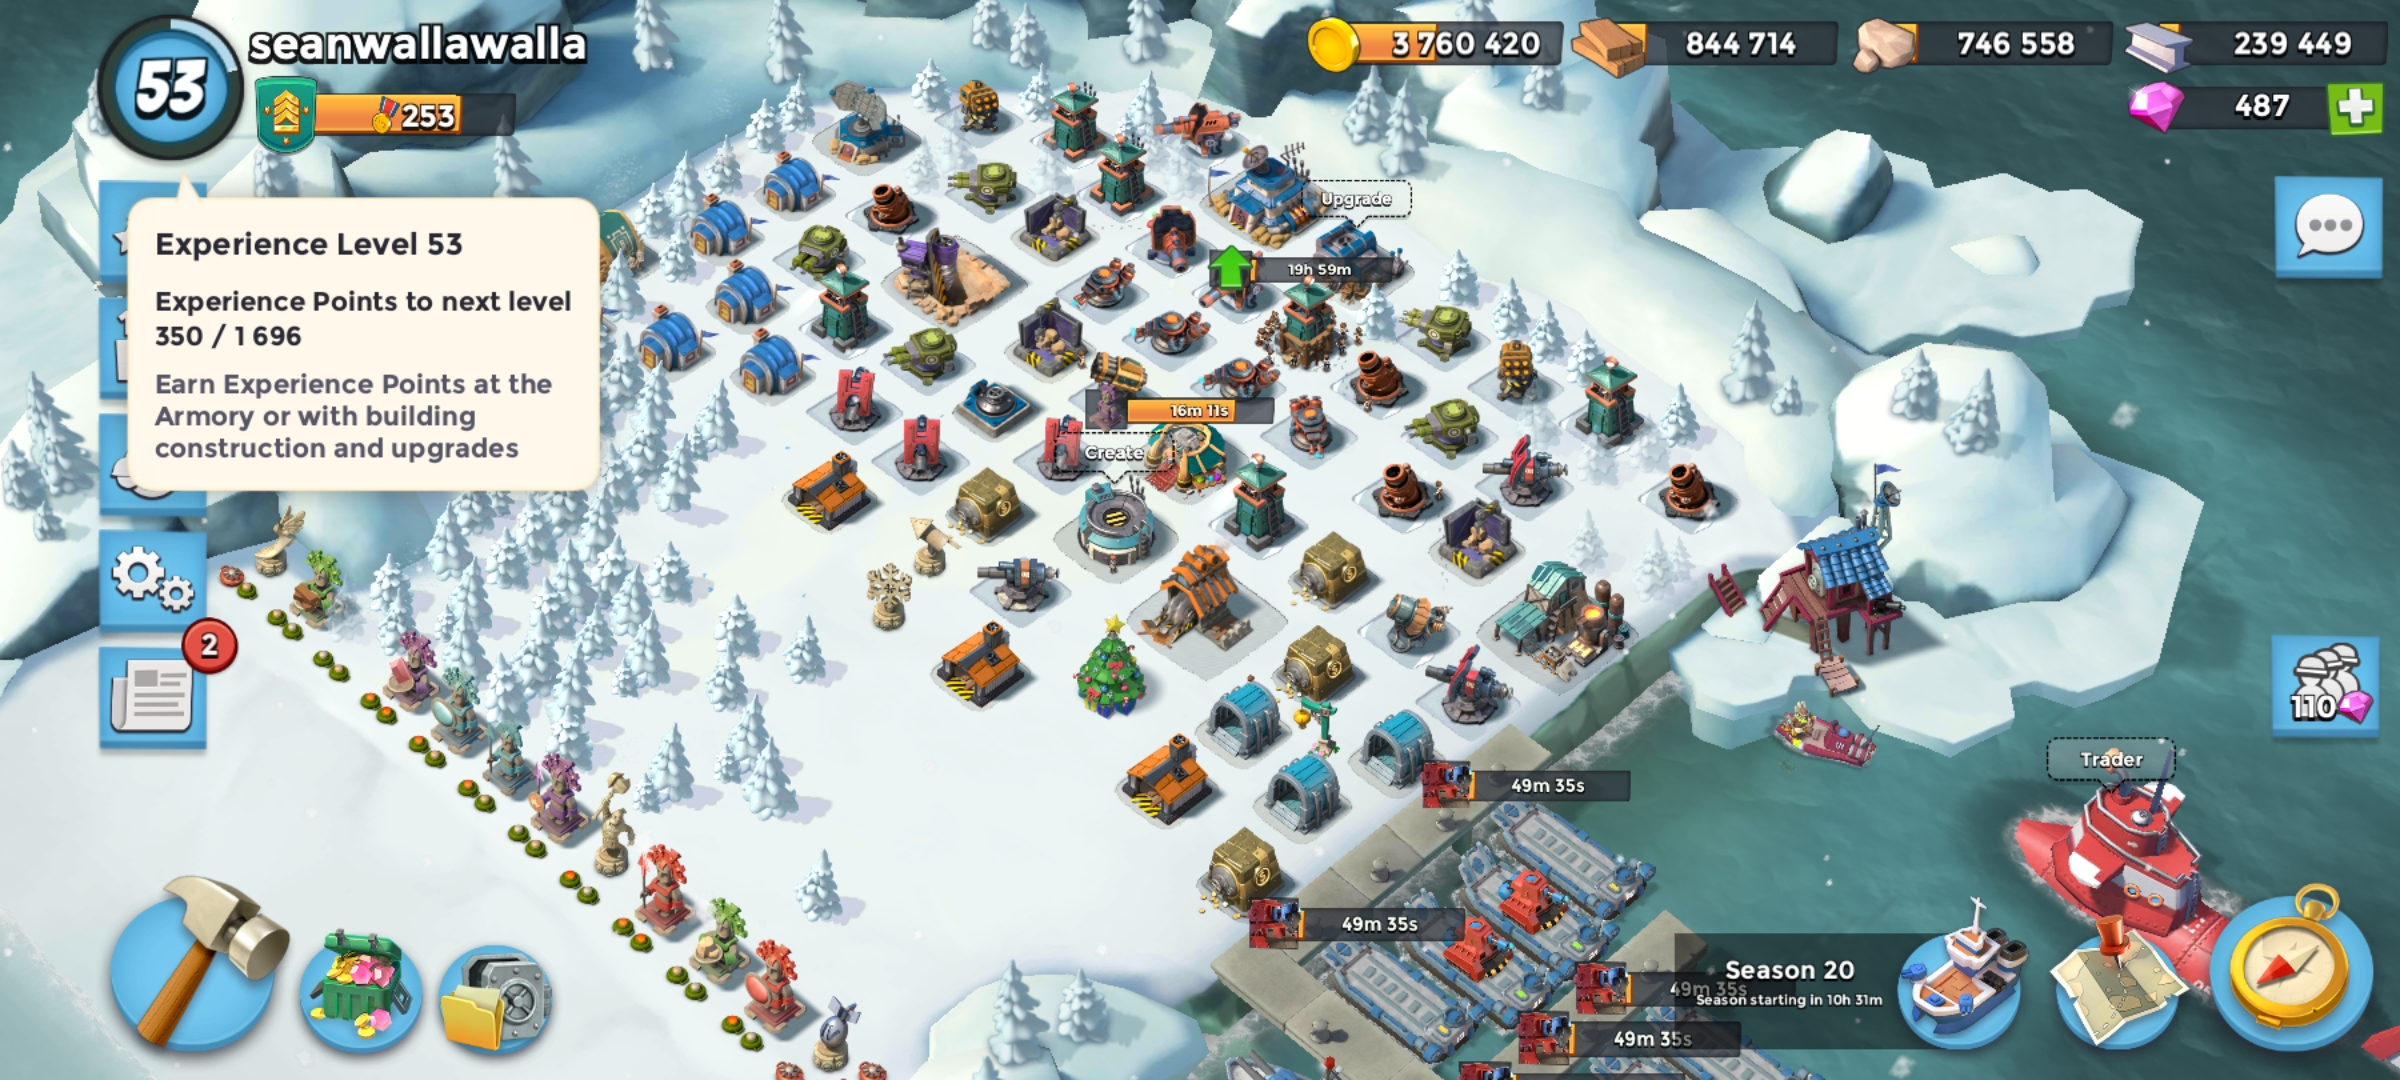 53
seanwallawalla
253
3 760 420
844 714
746 558
239 449
487
Experience Level 53
Experience Points to next level
350 / 1 696
Earn Experience Points at the
Armory or with building
construction and upgrades
Upgrade
19h 59m
16m 11s
Create
2
110
Trader
49m 35s
49m 35s
Season 20
49m 35s
Season starting in 10h 31m
49m 35s